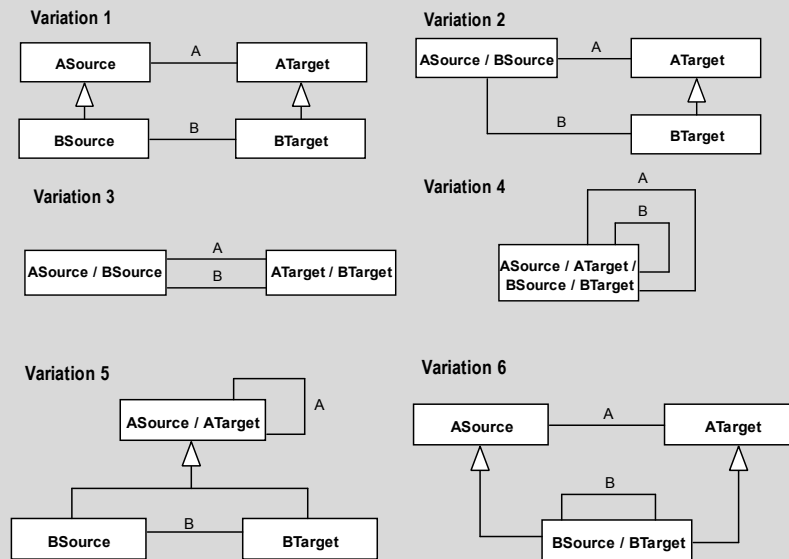 Variation 1
A
ASource
ATarget
B
BSource
BTarget
Variation 2
A
ASource / BSource
ATarget
B
BTarget
Variation 3
A
ASource / BSource
ATarget / BTarget
B
Variation 4
A
B
ASource / ATarget /
BSource / BTarget
Variation 5
ASource / ATarget
A
BSource
B
BTarget
Variation 6
ASource
A
ATarget
B
BSource / BTarget